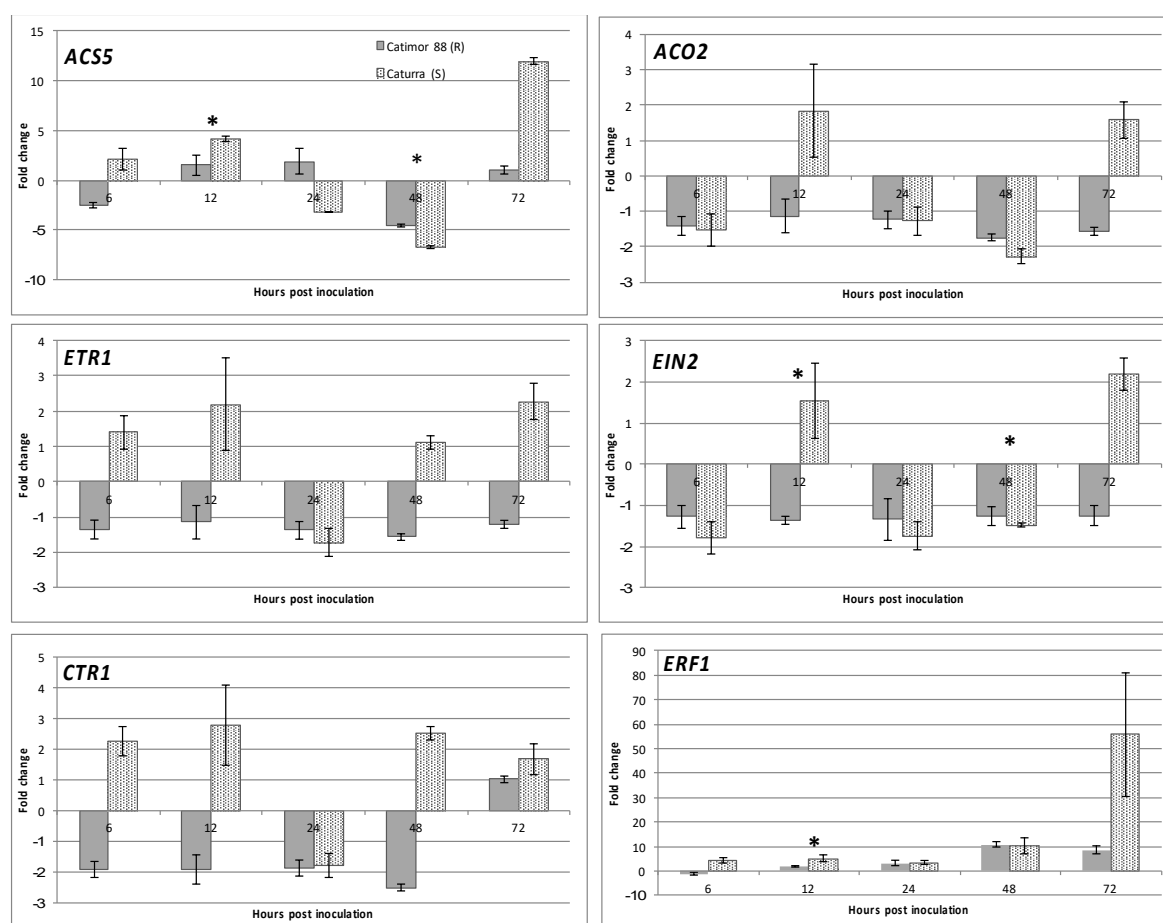 ACS5
Catimor 88 (R)
Caturra (S)
Fold change
15
10
5
0
-5
-10
*
*
6 12 24 48 72
Hours post inoculation
ACO2
Fold change
4
3
2
1
0
-1
-2
-3
6 12 24 48 72
Hours post inoculation
ETR1
Fold change
4
3
2
1
0
-1
-2
-3
6 12 24 48 72
Hours post inoculation
EIN2
Fold change
3
2
1
0
-1
-2
-3
*
*
6 12 24 48 72
Hours post inoculation
CTR1
Fold change
5
4
3
2
1
0
-1
-2
-3
6 12 24 48 72
Hours post inoculation
ERF1
Fold change
90
80
70
60
50
40
30
20
10
0
-10
*
6 12 24 48 72
Hours post inoculation